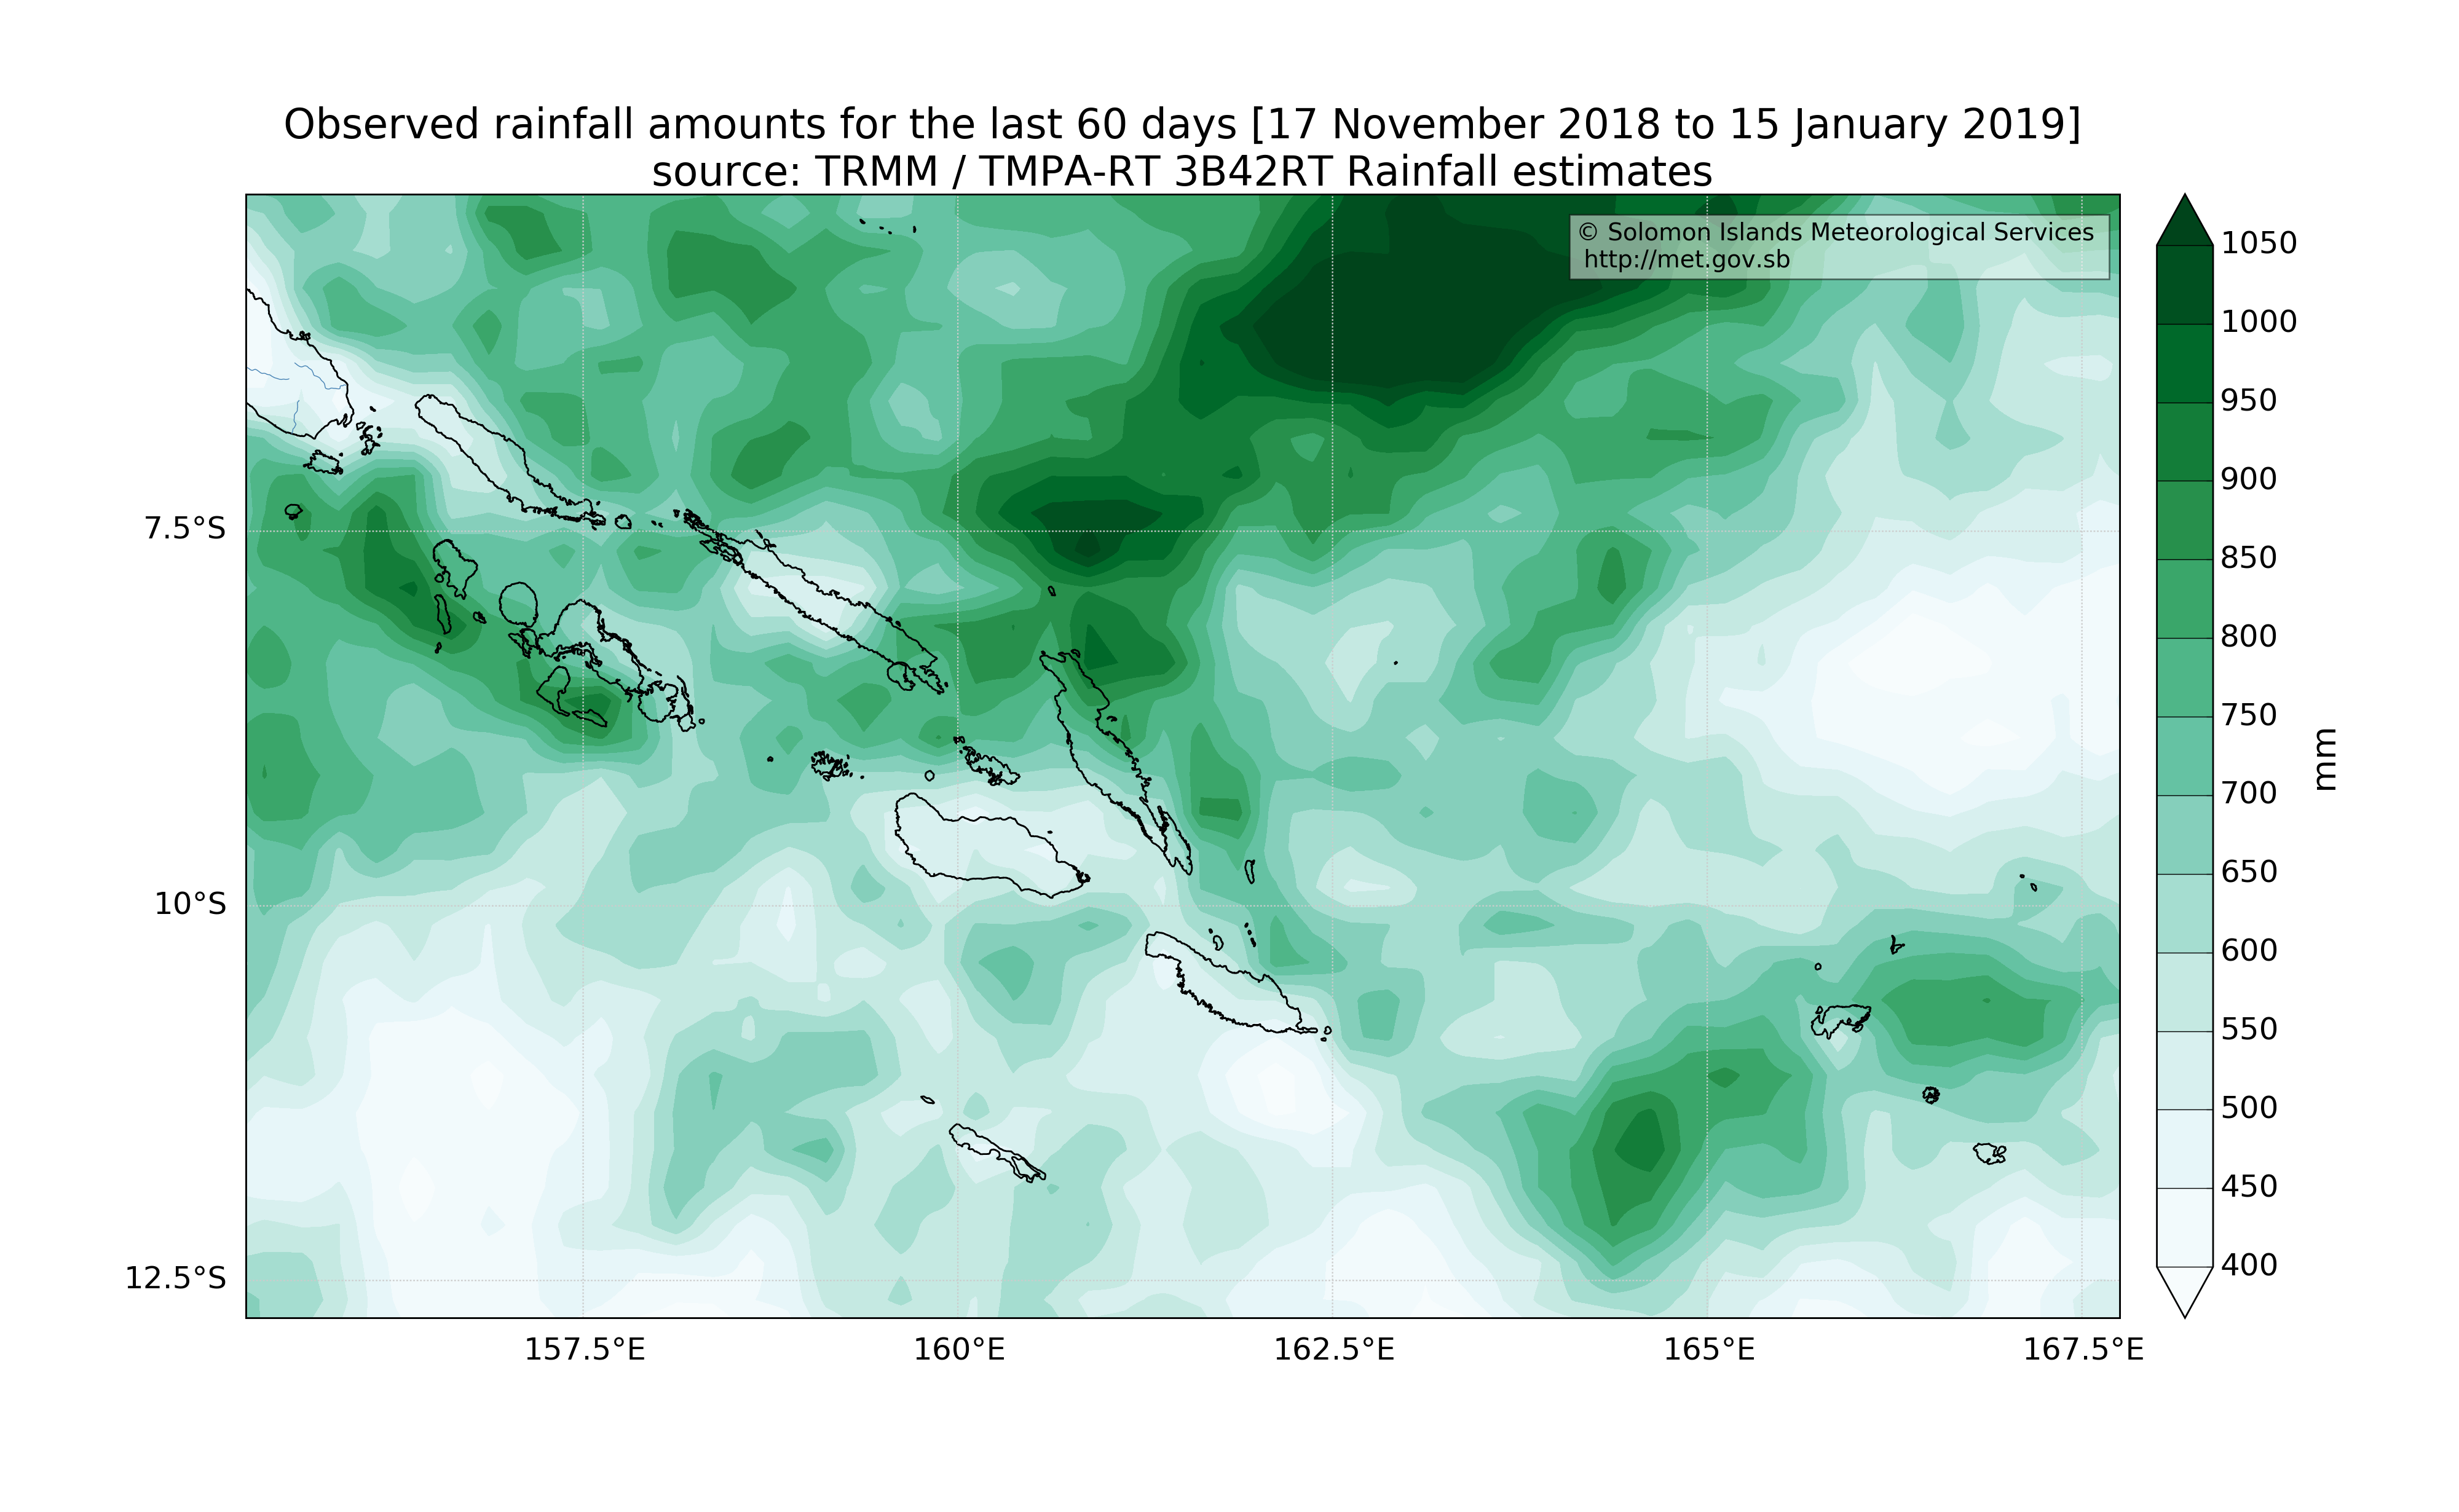 Observed rainfall amounts for the last 60 days [17 November 2018 to 15 January 2019]
source: TRMM / TMPA-RT 3B42RT Rainfall estimates
© Solomon Islands Meteorological Services
http://met.gov.sb
7.5°S
10°S
12.5°S
157.5°E
160°E
162.5°E
165°E
167.5°E
1050
1000
950
900
850
800
750
700
650
600
550
500
450
400
mm